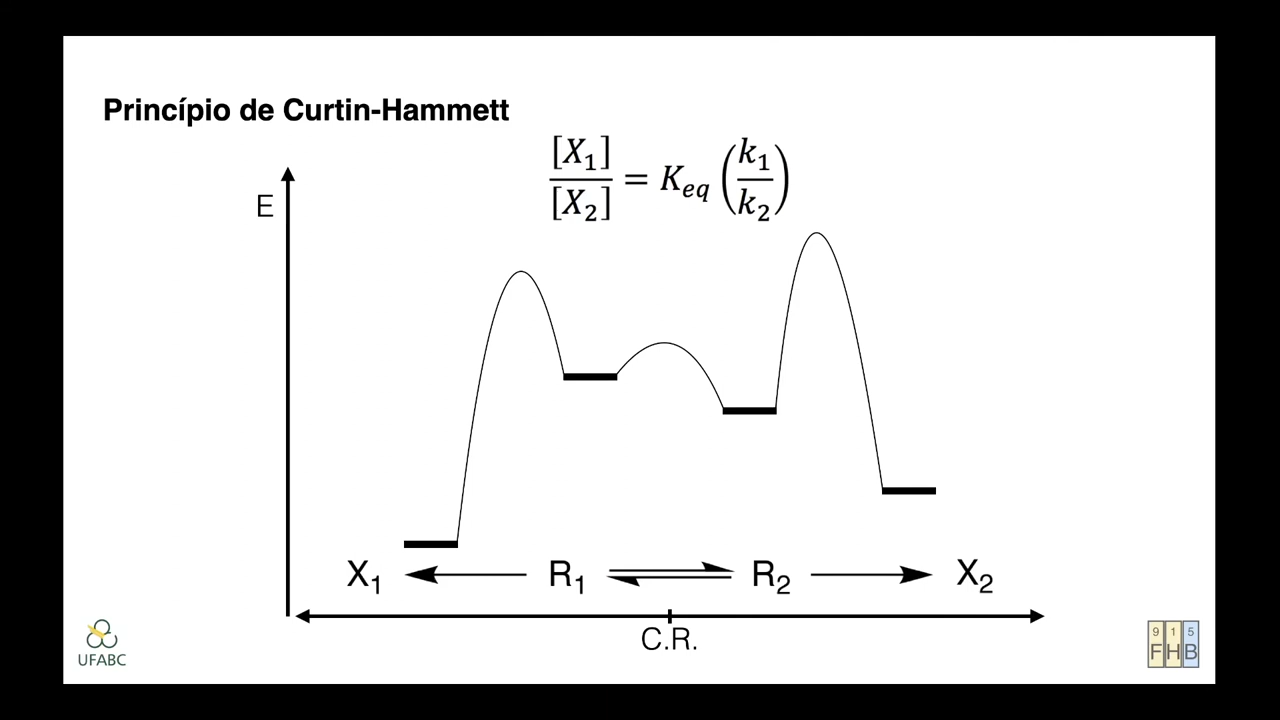 Princípio de Curtin-Hammett
[X₁]/[X₂] = K_eq (k₁/k₂)
E
X₁ R₁ R₂ X₂
C.R.
UFABC
9 1 5
F H B